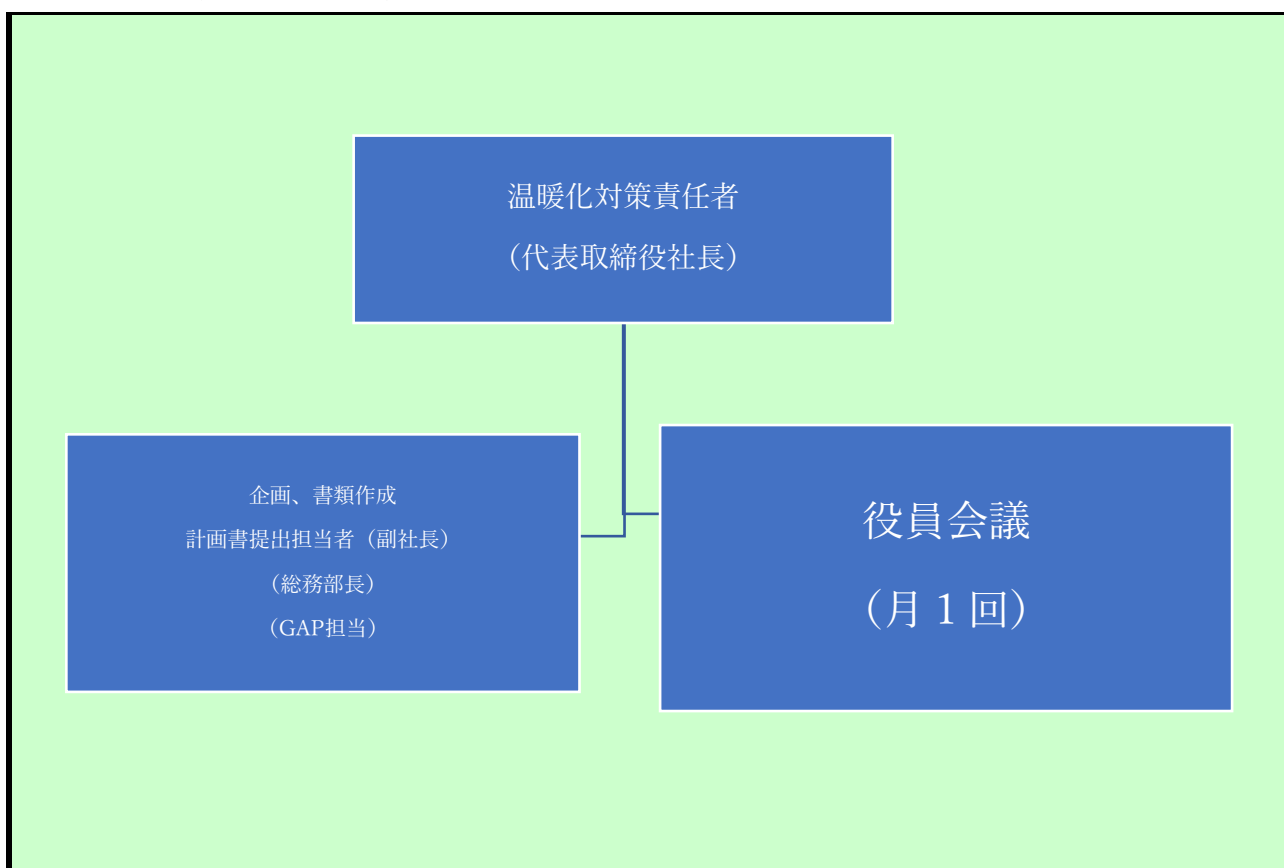 温暖化対策責任者
（代表取締役社長）
企画、書類作成
計画書提出担当者（副社長）
（総務部長）
（GAP担当）
役員会議
（月１回）